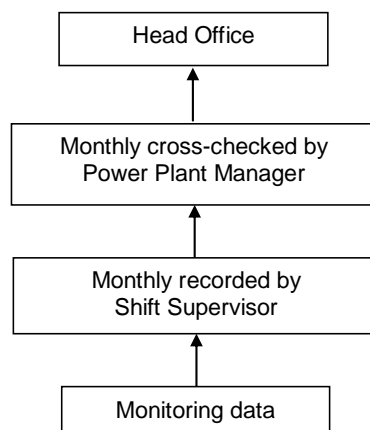 Head Office
Monthly cross-checked by
Power Plant Manager
Monthly recorded by
Shift Supervisor
Monitoring data